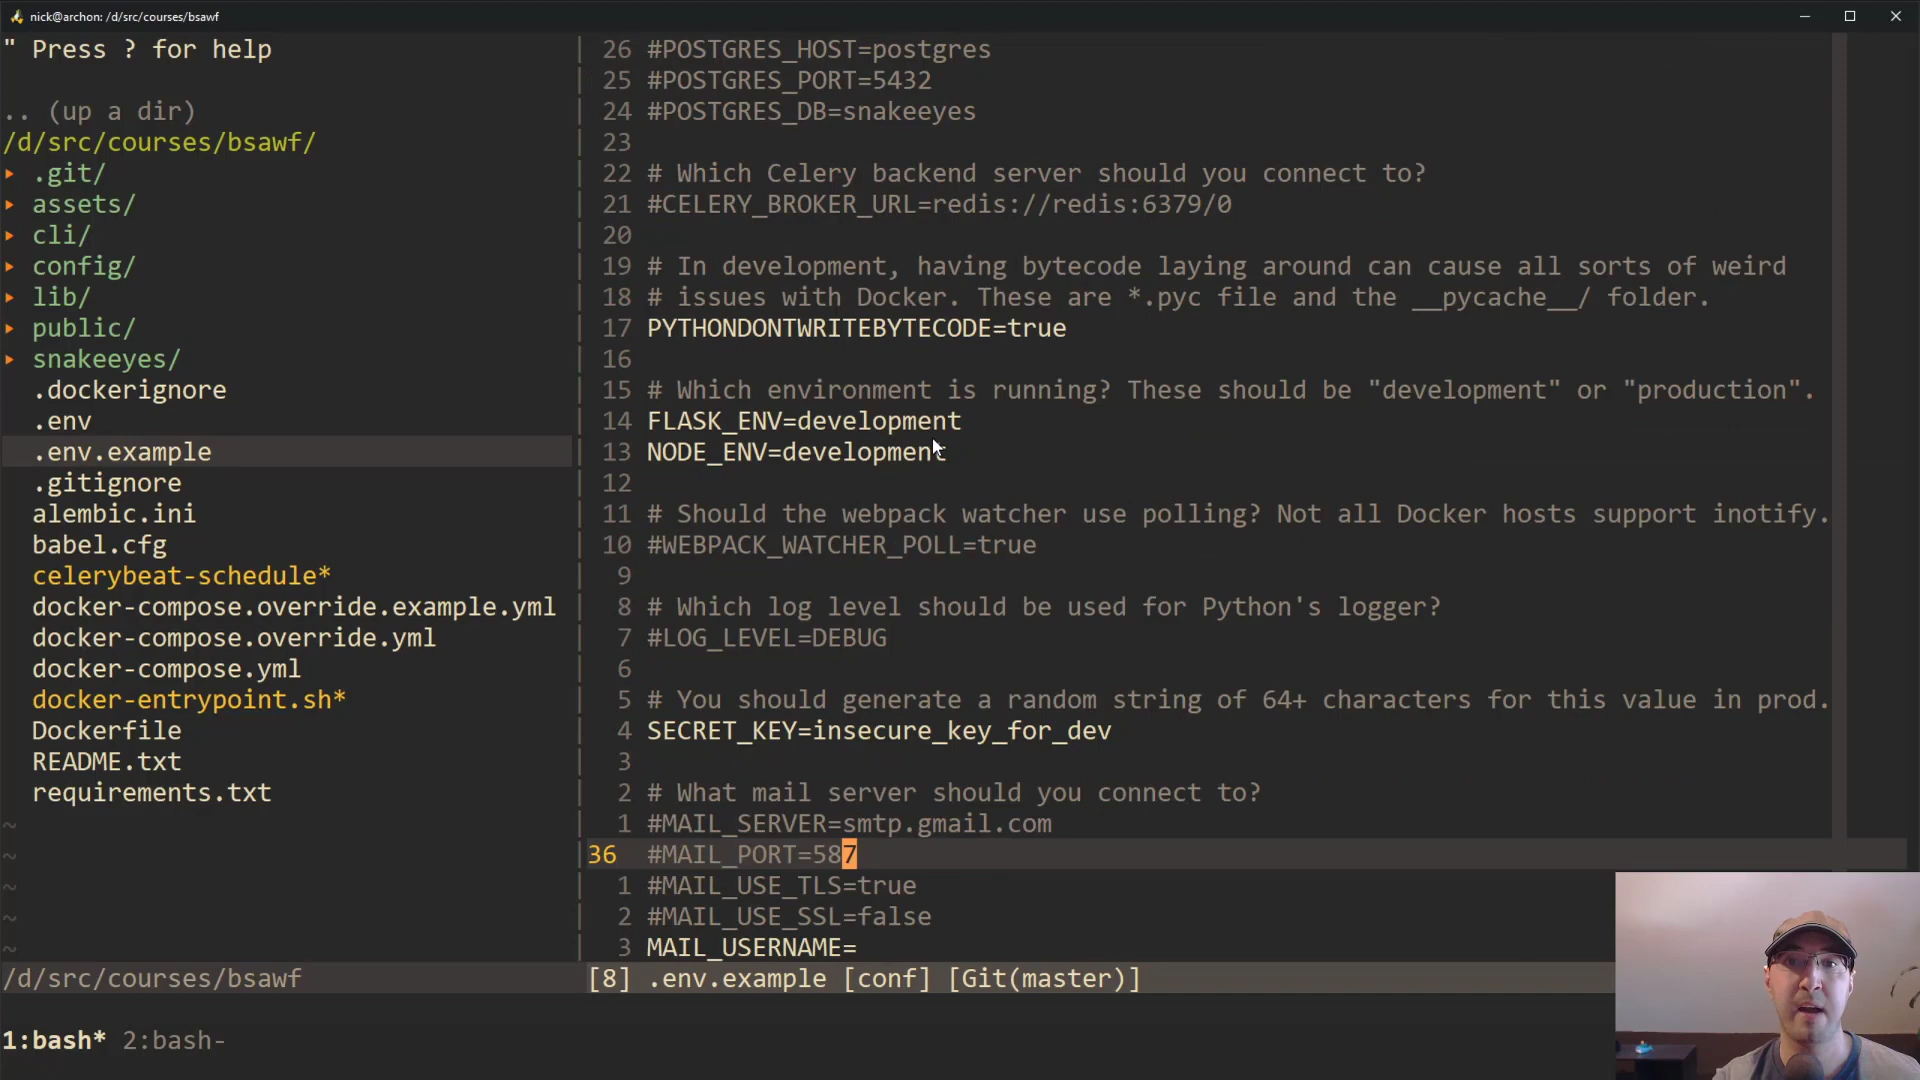 nick@archon: /d/src/courses/bsawf
" Press ? for help
.. (up a dir)
/d/src/courses/bsawf/
▸ .git/
▸ assets/
▸ cli/
▸ config/
▸ lib/
▸ public/
▸ snakeeyes/
.dockerignore
.env
.env.example
.gitignore
alembic.ini
babel.cfg
celerybeat-schedule*
docker-compose.override.example.yml
docker-compose.override.yml
docker-compose.yml
docker-entrypoint.sh*
Dockerfile
README.txt
requirements.txt
~
~
~
~
~
/d/src/courses/bsawf
26 #POSTGRES_HOST=postgres
25 #POSTGRES_PORT=5432
24 #POSTGRES_DB=snakeeyes
23
22 # Which Celery backend server should you connect to?
21 #CELERY_BROKER_URL=redis://redis:6379/0
20
19 # In development, having bytecode laying around can cause all sorts of weird
18 # issues with Docker. These are *.pyc file and the __pycache__/ folder.
17 PYTHONDONTWRITEBYTECODE=true
16
15 # Which environment is running? These should be "development" or "production".
14 FLASK_ENV=development
13 NODE_ENV=development
12
11 # Should the webpack watcher use polling? Not all Docker hosts support inotify.
10 #WEBPACK_WATCHER_POLL=true
9
8 # Which log level should be used for Python's logger?
7 #LOG_LEVEL=DEBUG
6
5 # You should generate a random string of 64+ characters for this value in prod.
4 SECRET_KEY=insecure_key_for_dev
3
2 # What mail server should you connect to?
1 #MAIL_SERVER=smtp.gmail.com
36 #MAIL_PORT=587
1 #MAIL_USE_TLS=true
2 #MAIL_USE_SSL=false
3 MAIL_USERNAME=
[8] .env.example [conf] [Git(master)]
1:bash* 2:bash-